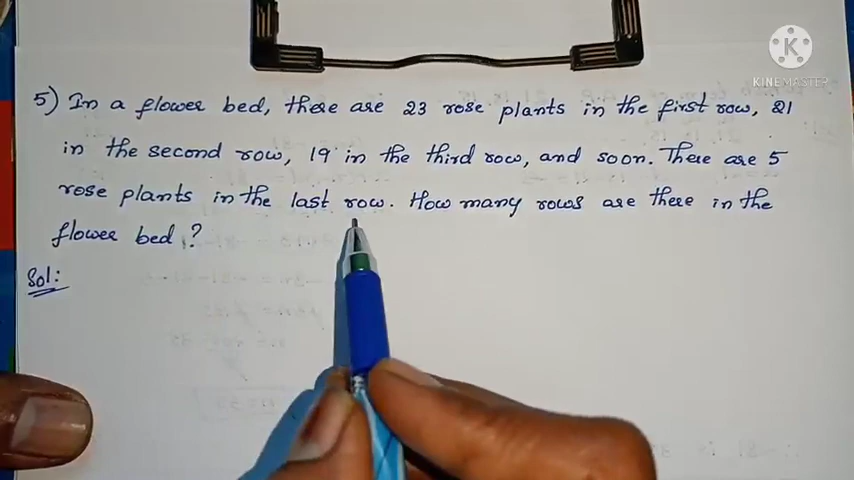 K
KINEMASTER
5) In a flower bed, there are 23 rose plants in the first row, 21
in the second row, 19 in the third row, and soon. There are 5
rose plants in the last row. How many rows are there in the
flower bed?
Sol: